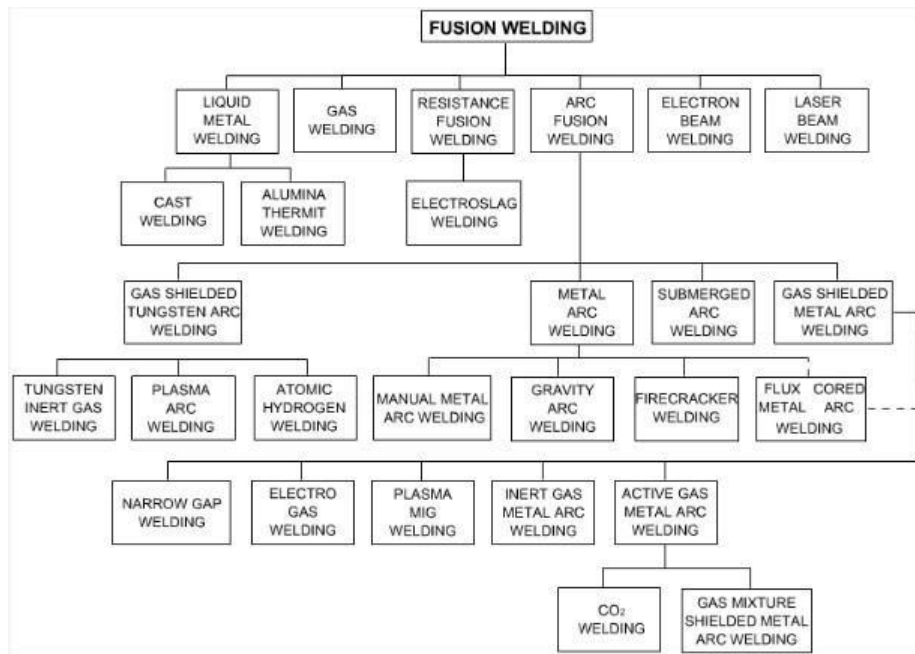 FUSION WELDING
LIQUID
METAL
WELDING
GAS
WELDING
RESISTANCE
FUSION
WELDING
ARC
FUSION
WELDING
ELECTRON
BEAM
WELDING
LASER
BEAM
WELDING
CAST
WELDING
ALUMINA
THERMIT
WELDING
ELECTROSLAG
WELDING
GAS SHIELDED
TUNGSTEN ARC
WELDING
METAL
ARC
WELDING
SUBMERGED
ARC
WELDING
GAS SHIELDED
METAL ARC
WELDING
TUNGSTEN
INERT GAS
WELDING
PLASMA
ARC
WELDING
ATOMIC
HYDROGEN
WELDING
MANUAL METAL
ARC WELDING
GRAVITY
ARC
WELDING
FIRECRACKER
WELDING
FLUX CORED
METAL ARC
WELDING
NARROW GAP
WELDING
ELECTRO
GAS
WELDING
PLASMA
MIG
WELDING
INERT GAS
METAL ARC
WELDING
ACTIVE GAS
METAL ARC
WELDING
CO₂
WELDING
GAS MIXTURE
SHIELDED METAL
ARC WELDING